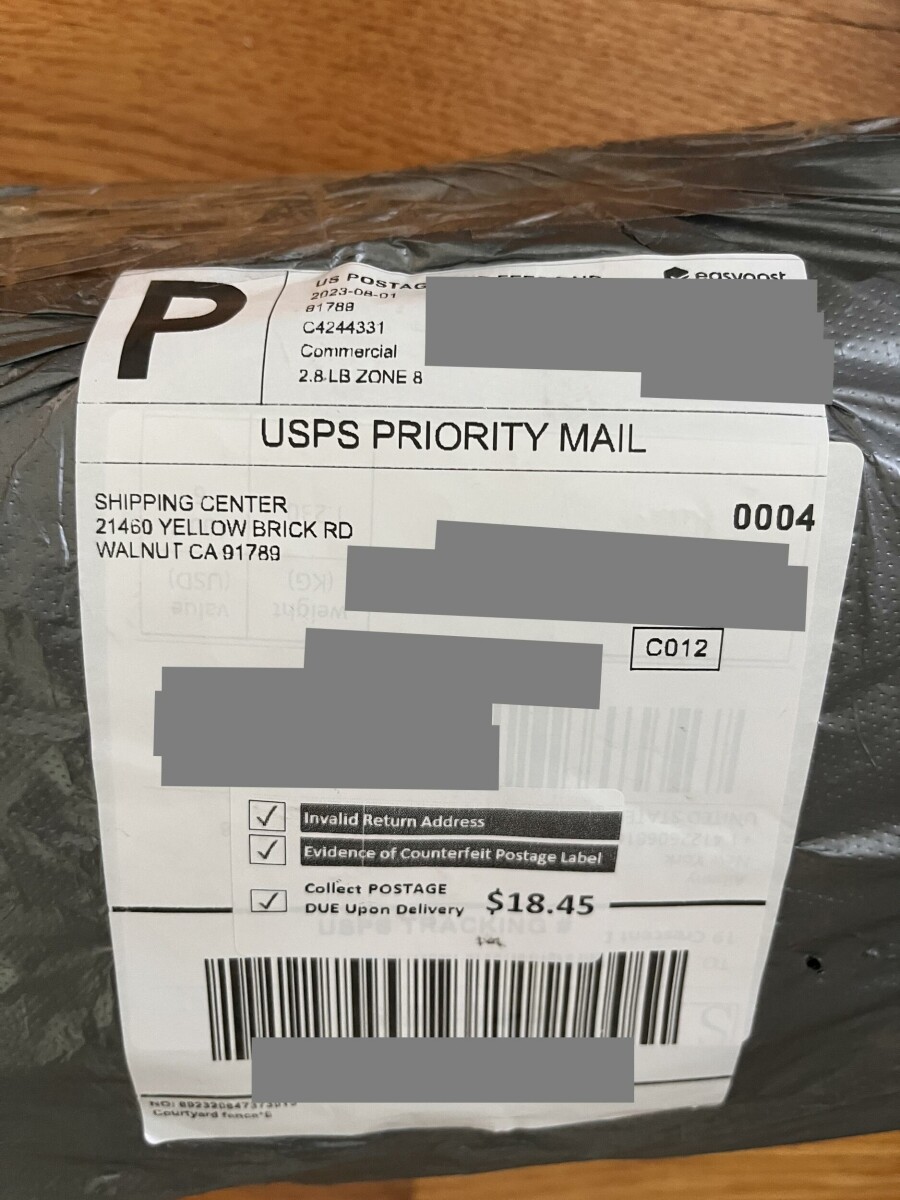 P
US POSTAG
easypost
2023-08-01
91788
C4244331
Commercial
2.8 LB ZONE 8
USPS PRIORITY MAIL
SHIPPING CENTER
21460 YELLOW BRICK RD
WALNUT CA 91789
0004
C012
Invalid Return Address
Evidence of Counterfeit Postage Label
Collect POSTAGE
DUE Upon Delivery $18.45
USPS TRACKING #
Courtyard fence*6